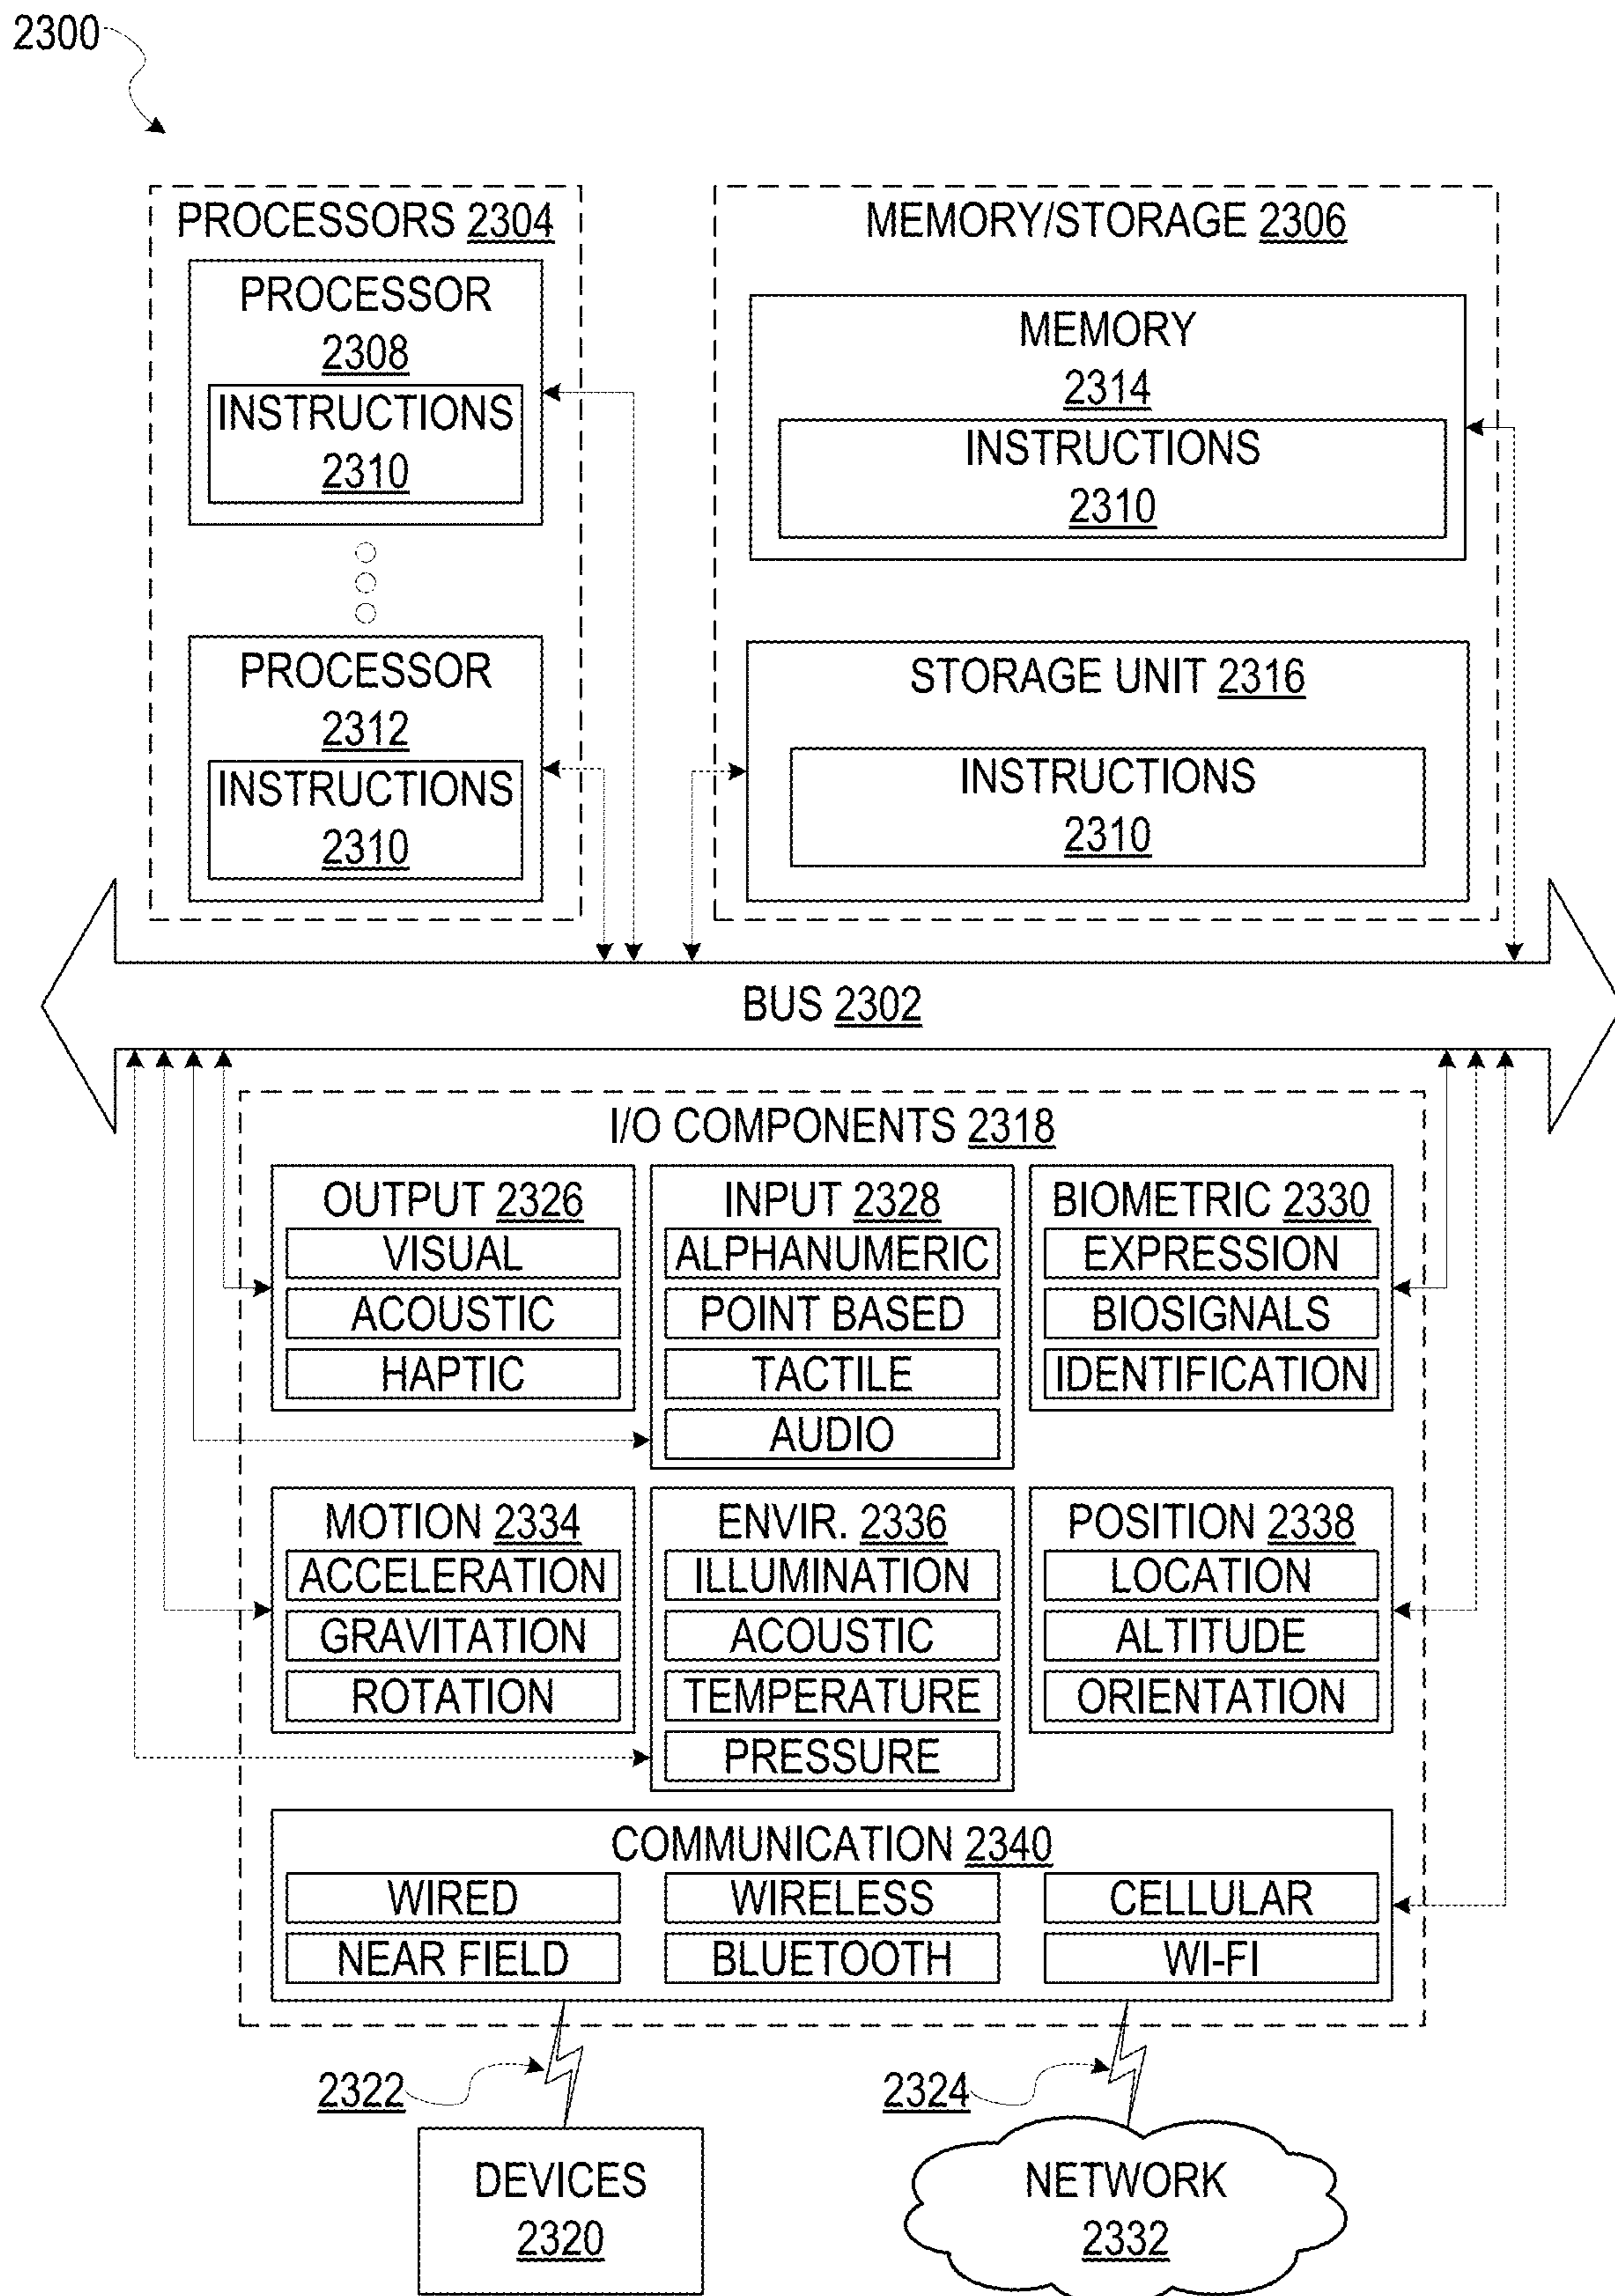 2300
PROCESSORS 2304
PROCESSOR
2308
INSTRUCTIONS
2310
PROCESSOR
2312
INSTRUCTIONS
2310
MEMORY/STORAGE 2306
MEMORY
2314
INSTRUCTIONS
2310
STORAGE UNIT 2316
INSTRUCTIONS
2310
BUS 2302
I/O COMPONENTS 2318
OUTPUT 2326
VISUAL
ACOUSTIC
HAPTIC
INPUT 2328
ALPHANUMERIC
POINT BASED
TACTILE
AUDIO
BIOMETRIC 2330
EXPRESSION
BIOSIGNALS
IDENTIFICATION
MOTION 2334
ACCELERATION
GRAVITATION
ROTATION
ENVIR. 2336
ILLUMINATION
ACOUSTIC
TEMPERATURE
PRESSURE
POSITION 2338
LOCATION
ALTITUDE
ORIENTATION
COMMUNICATION 2340
WIRED
WIRELESS
CELLULAR
NEAR FIELD
BLUETOOTH
WI-FI
2322
2324
DEVICES
2320
NETWORK
2332